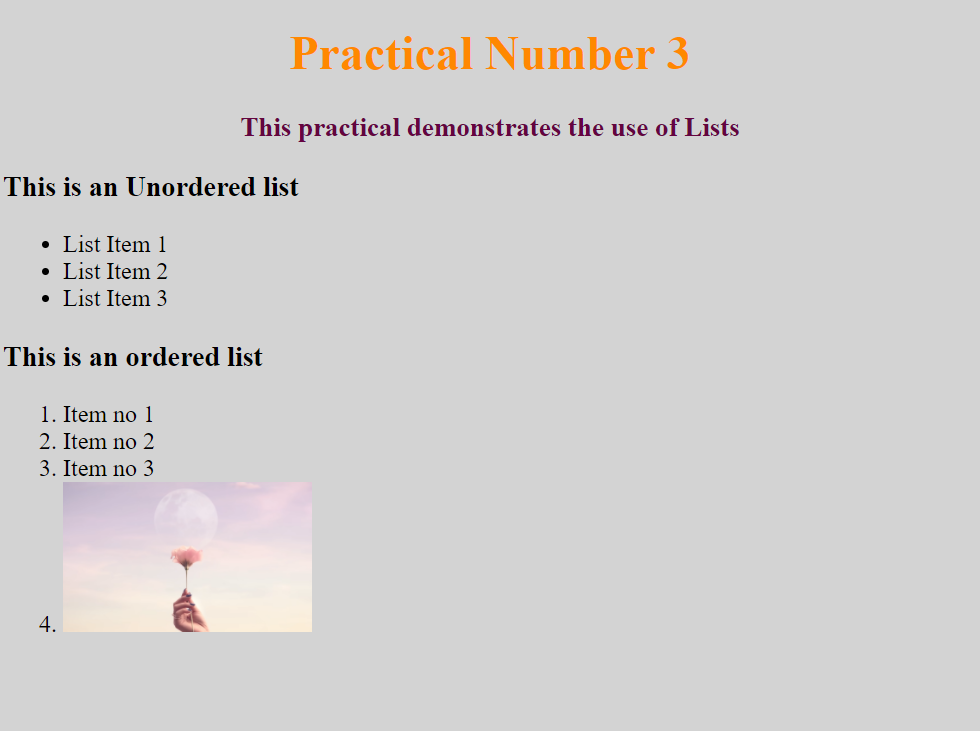 Practical Number 3
This practical demonstrates the use of Lists
This is an Unordered list
• List Item 1
• List Item 2
• List Item 3
This is an ordered list
1. Item no 1
2. Item no 2
3. Item no 3
4.